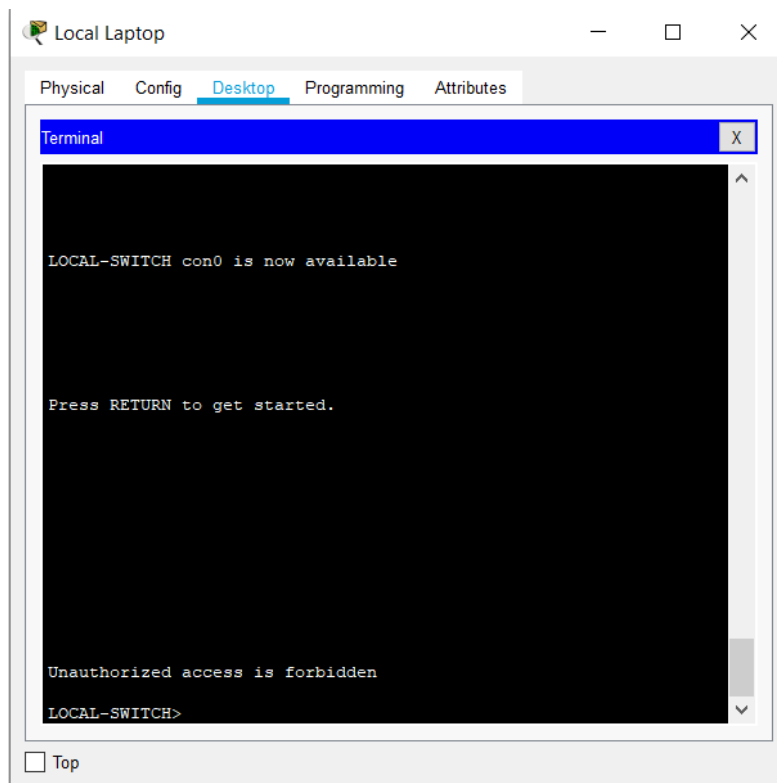 Local Laptop
Physical Config Desktop Programming Attributes
Terminal X
LOCAL-SWITCH con0 is now available
Press RETURN to get started.
Unauthorized access is forbidden
LOCAL-SWITCH>
Top